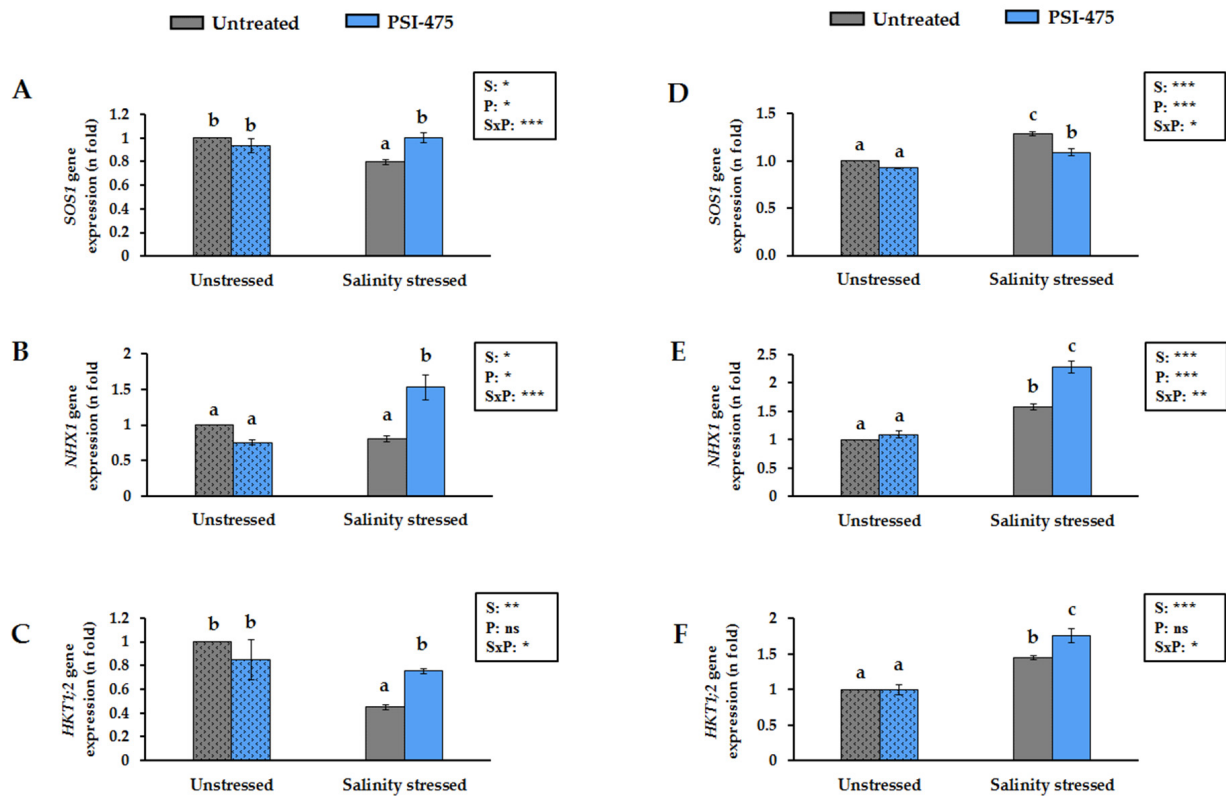 Untreated PSI-475
Untreated PSI-475
A
S: *
P: *
SxP: ***
SOS1 gene
expression (n fold)
1.2
1
0.8
0.6
0.4
0.2
0
b b a b
Unstressed Salinity stressed
D
S: ***
P: ***
SxP: *
SOS1 gene
expression (n fold)
1.5
1.0
0.5
0.0
a a c b
Unstressed Salinity stressed
B
S: *
P: *
SxP: ***
NHX1 gene
expression (n fold
2
1.5
1
0.5
0
a a a b
Unstressed Salinity stressed
E
S: ***
P: ***
SxP: **
NHX1 gene
expression (n fold)
2.5
2
1.5
1
0.5
0
a a b c
Unstressed Salinity stressed
C
S: **
P: ns
SxP: *
HKT1;2 gene
expression (n fold)
1.2
1
0.8
0.6
0.4
0.2
0
b b a b
Unstressed Salinity stressed
F
S: ***
P: ns
SxP: *
HKT1;2 gene
expression (n fold)
2
1.5
1
0.5
0
a a b c
Unstressed Salinity stressed